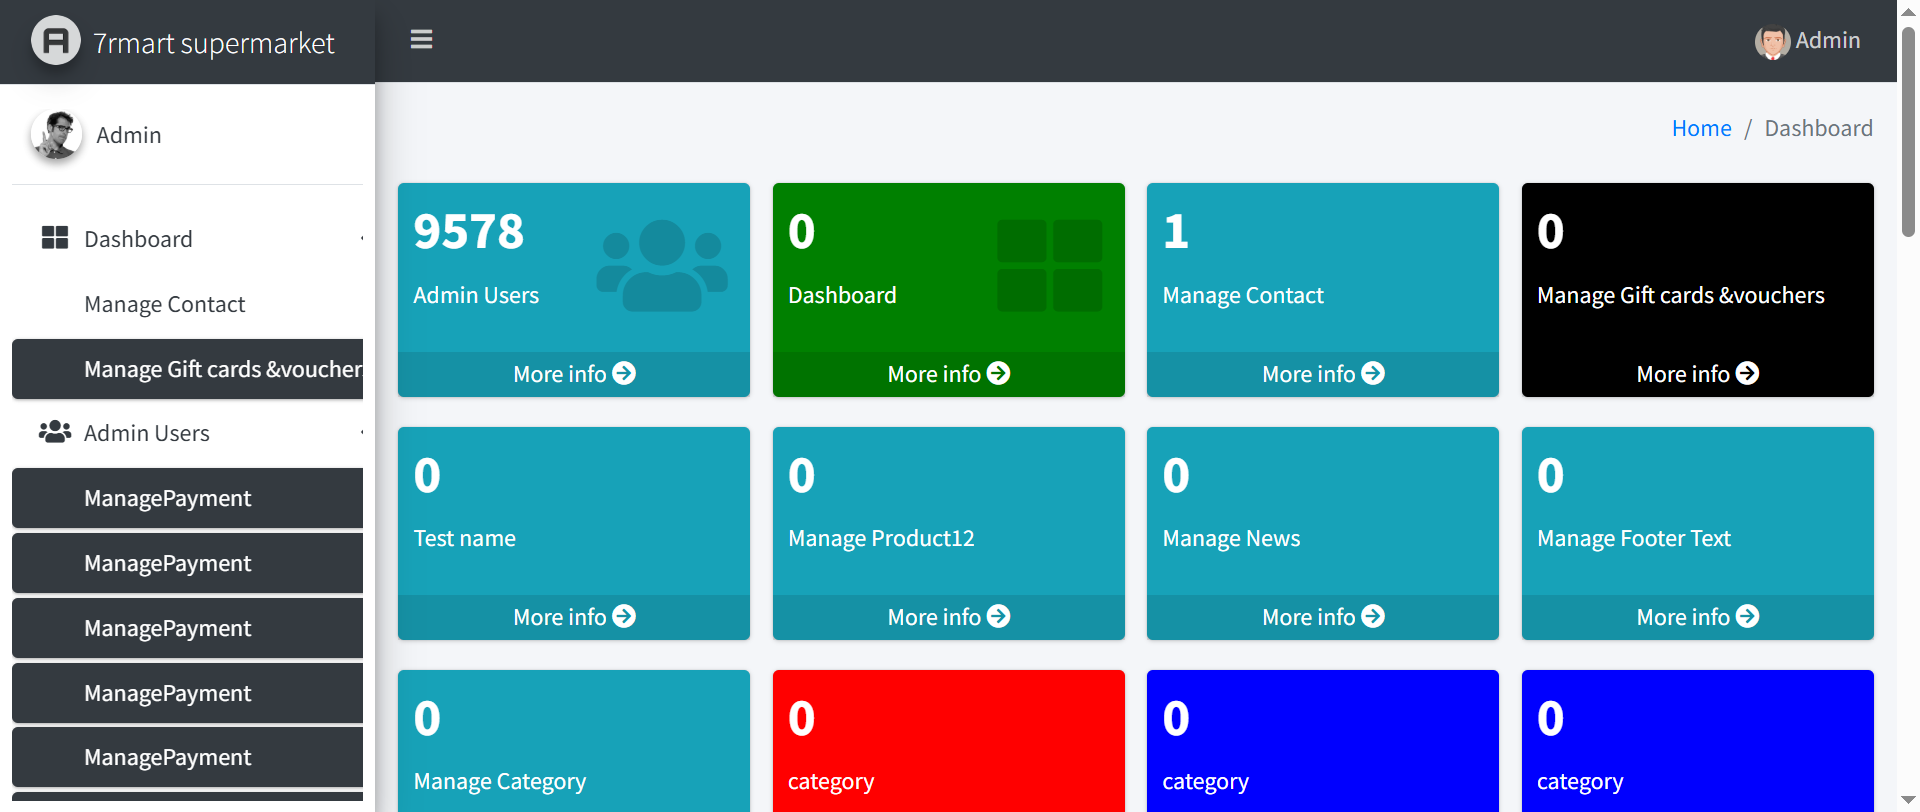 7rmart supermarket
Admin
Admin
Home / Dashboard
Dashboard
Manage Contact
Manage Gift cards &voucher
Admin Users
ManagePayment
ManagePayment
ManagePayment
ManagePayment
ManagePayment
9578
Admin Users
More info
0
Dashboard
More info
1
Manage Contact
More info
0
Manage Gift cards &vouchers
More info
0
Test name
More info
0
Manage Product12
More info
0
Manage News
More info
0
Manage Footer Text
More info
0
Manage Category
0
category
0
category
0
category